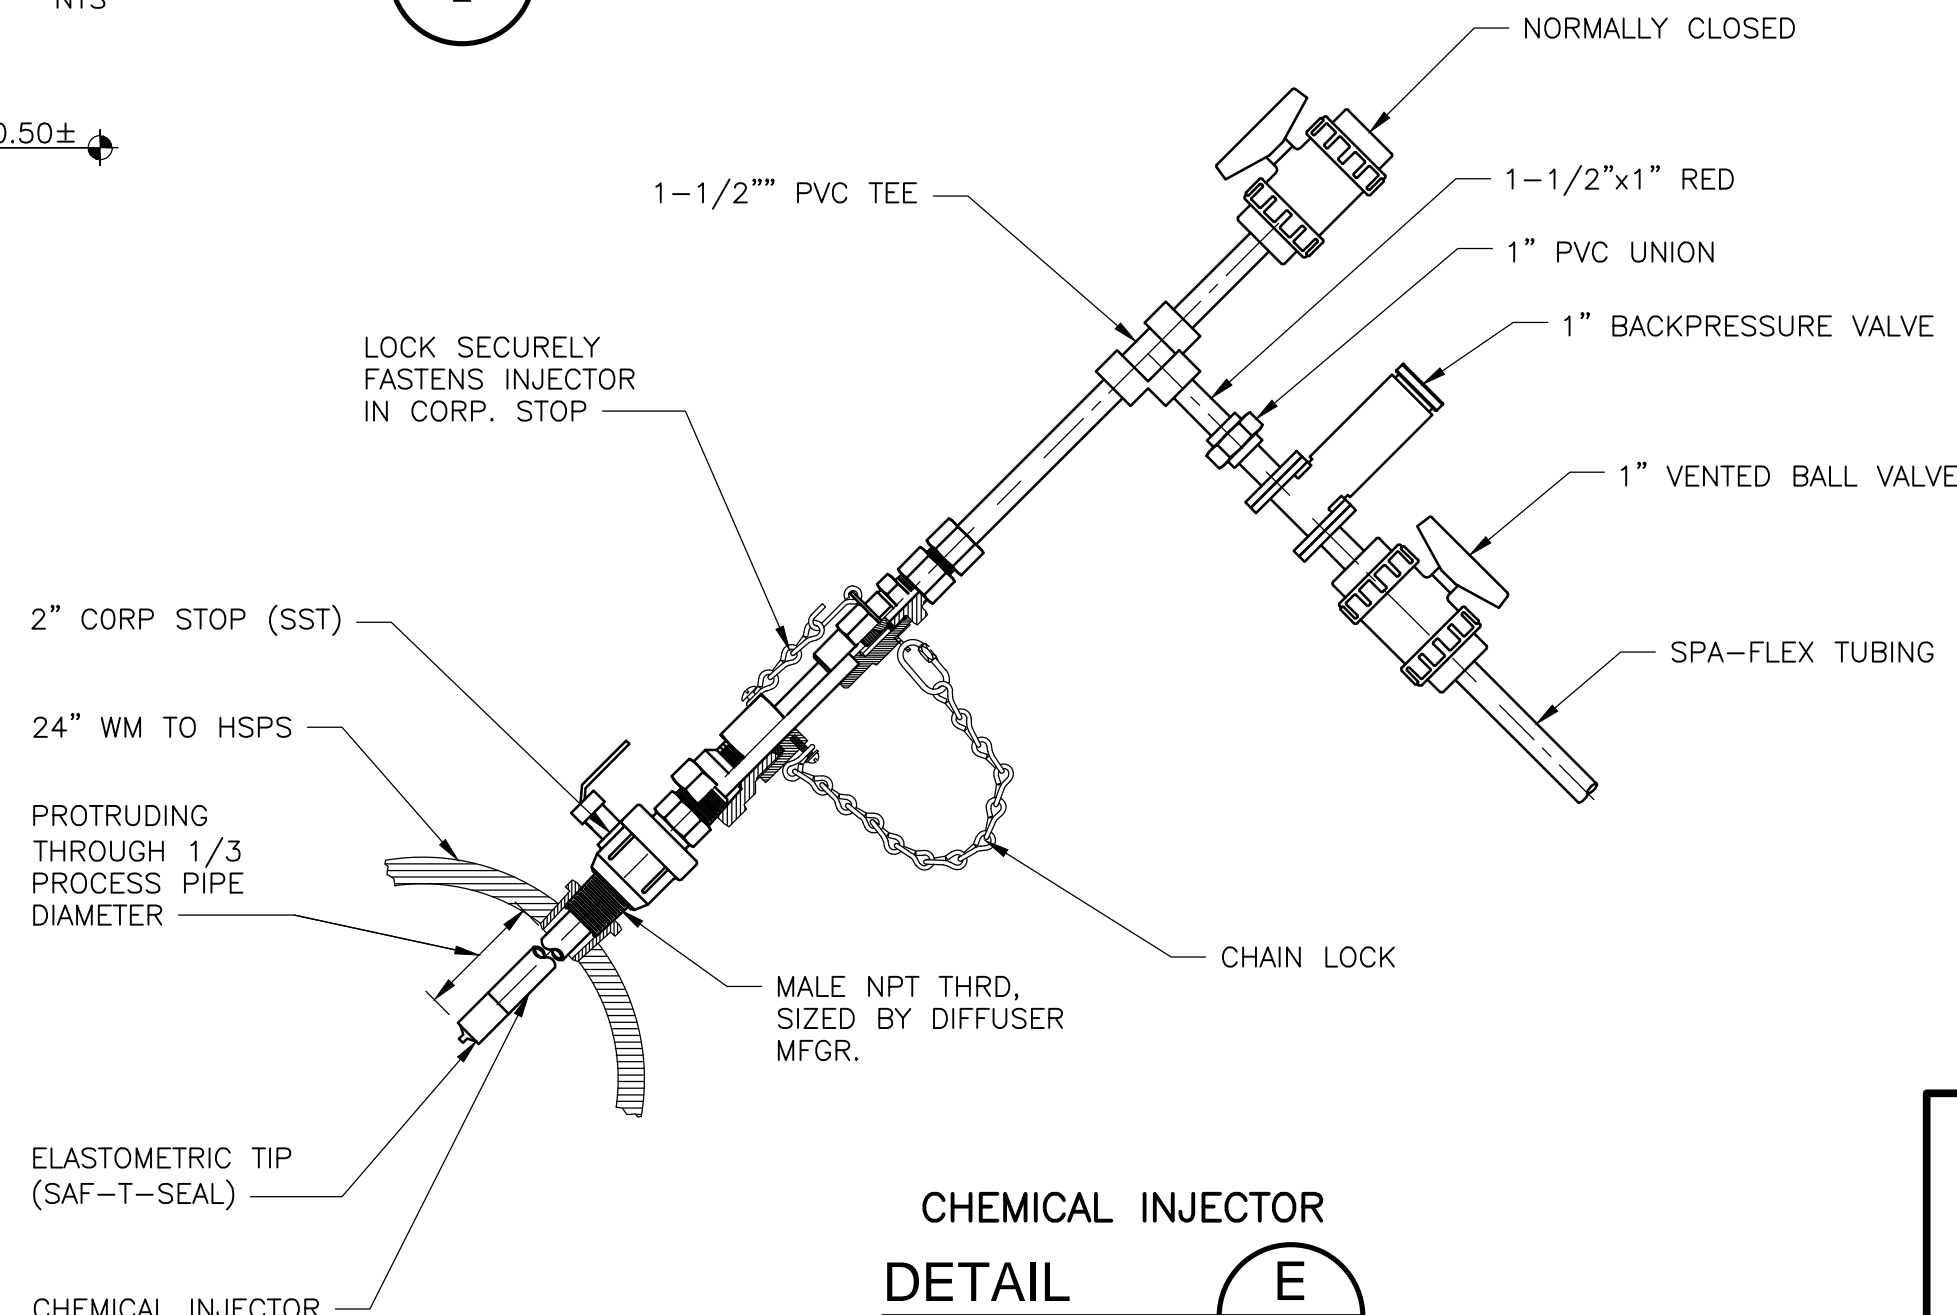 NTS
0.50±
NORMALLY CLOSED
1-1/2"" PVC TEE
1-1/2"x1" RED
1" PVC UNION
1" BACKPRESSURE VALVE
LOCK SECURELY
FASTENS INJECTOR
IN CORP. STOP
1" VENTED BALL VALVE
2" CORP STOP (SST)
SPA-FLEX TUBING
24" WM TO HSPS
PROTRUDING
THROUGH 1/3
PROCESS PIPE
DIAMETER
CHAIN LOCK
MALE NPT THRD,
SIZED BY DIFFUSER
MFGR.
ELASTOMETRIC TIP
(SAF-T-SEAL)
CHEMICAL INJECTOR
CHEMICAL INJECTOR
DETAIL E